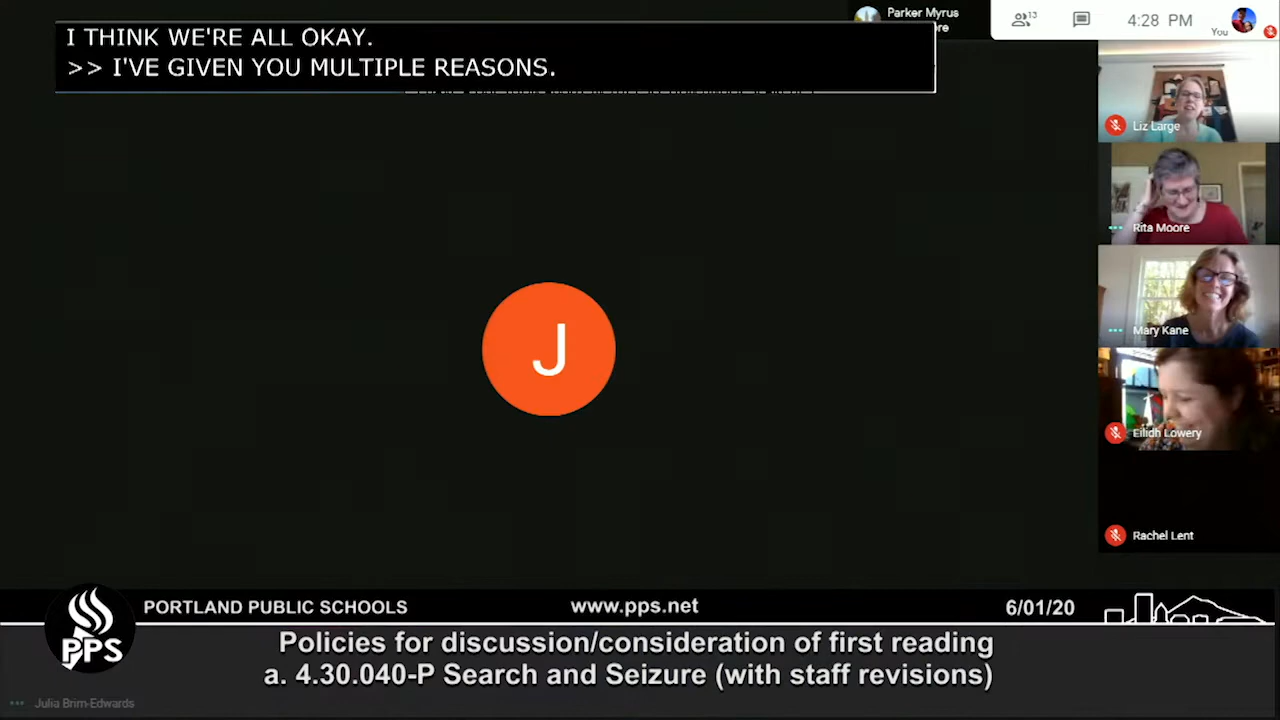 I THINK WE'RE ALL OKAY.
>> I'VE GIVEN YOU MULTIPLE REASONS.
Parker Myrus
ore
13
4:28 PM
You
Liz Large
Rita Moore
Mary Kane
Eilidh Lowery
Rachel Lent
J
PPS
PORTLAND PUBLIC SCHOOLS
www.pps.net
6/01/20
Policies for discussion/consideration of first reading
a. 4.30.040-P Search and Seizure (with staff revisions)
Julia Brim-Edwards